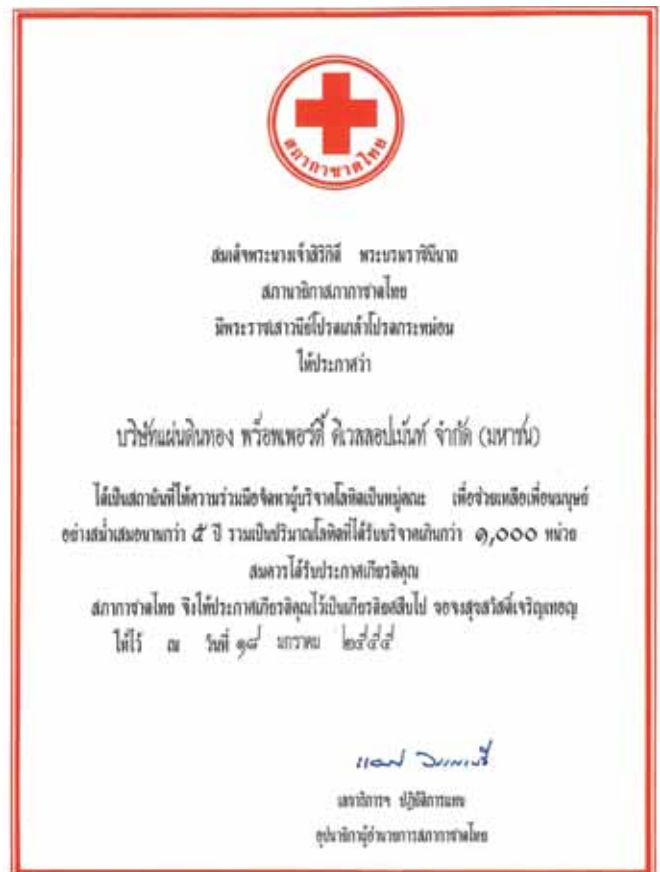 สภากาชาดไทย
สมเด็จพระนางเจ้าสิริกิติ์ พระบรมราชินีนาถ
สภานายิกาสภากาชาดไทย
มีพระราชเสาวนีย์โปรดเกล้าโปรดกระหม่อม
ให้ประกาศว่า
บริษัทแผ่นดินทอง พร็อพเพอร์ตี้ ดีเวลลอปเม้นท์ จำกัด (มหาชน)
ได้เป็นสถาบันที่ให้ความร่วมมือจัดหาผู้บริจาคโลหิตเป็นหมู่คณะ เพื่อช่วยเหลือเพื่อนมนุษย์
อย่างสม่ำเสมอนานกว่า ๕ ปี รวมเป็นปริมาณโลหิตที่ได้รับบริจาคเกินกว่า ๑,๐๐๐ หน่วย
สมควรได้รับประกาศเกียรติคุณ
สภากาชาดไทย จึงให้ประกาศเกียรติคุณไว้เป็นเกียรติยศสืบไป ขอจงสุขสวัสดิ์เจริญเทอญ
ให้ไว้ ณ วันที่ ๑๘ มกราคม ๒๕๕๕
เลขาธิการฯ ปฏิบัติการแทน
อุปนายิกาผู้อำนวยการสภากาชาดไทย